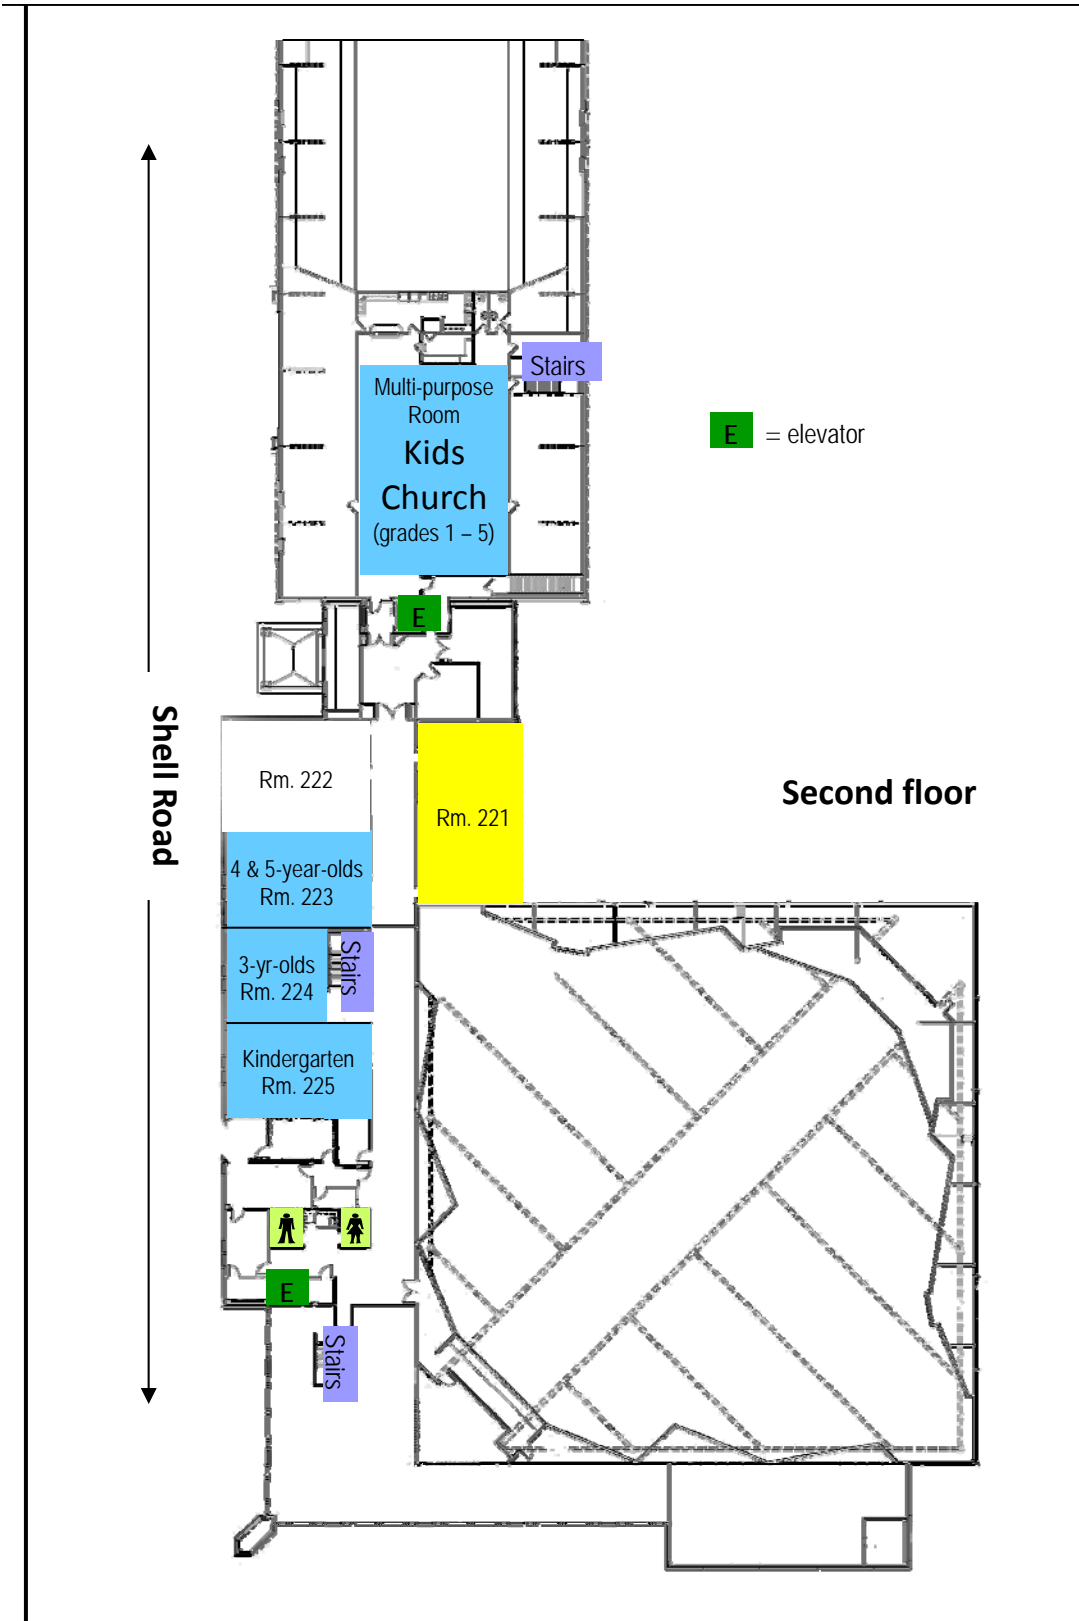 Stairs
Multi-purpose
Room
Kids
Church
(grades 1 – 5)
E = elevator
E
Shell Road
Rm. 222
Rm. 221
Second floor
4 & 5-year-olds
Rm. 223
3-yr-olds
Rm. 224
Stairs
Kindergarten
Rm. 225
E
Stairs